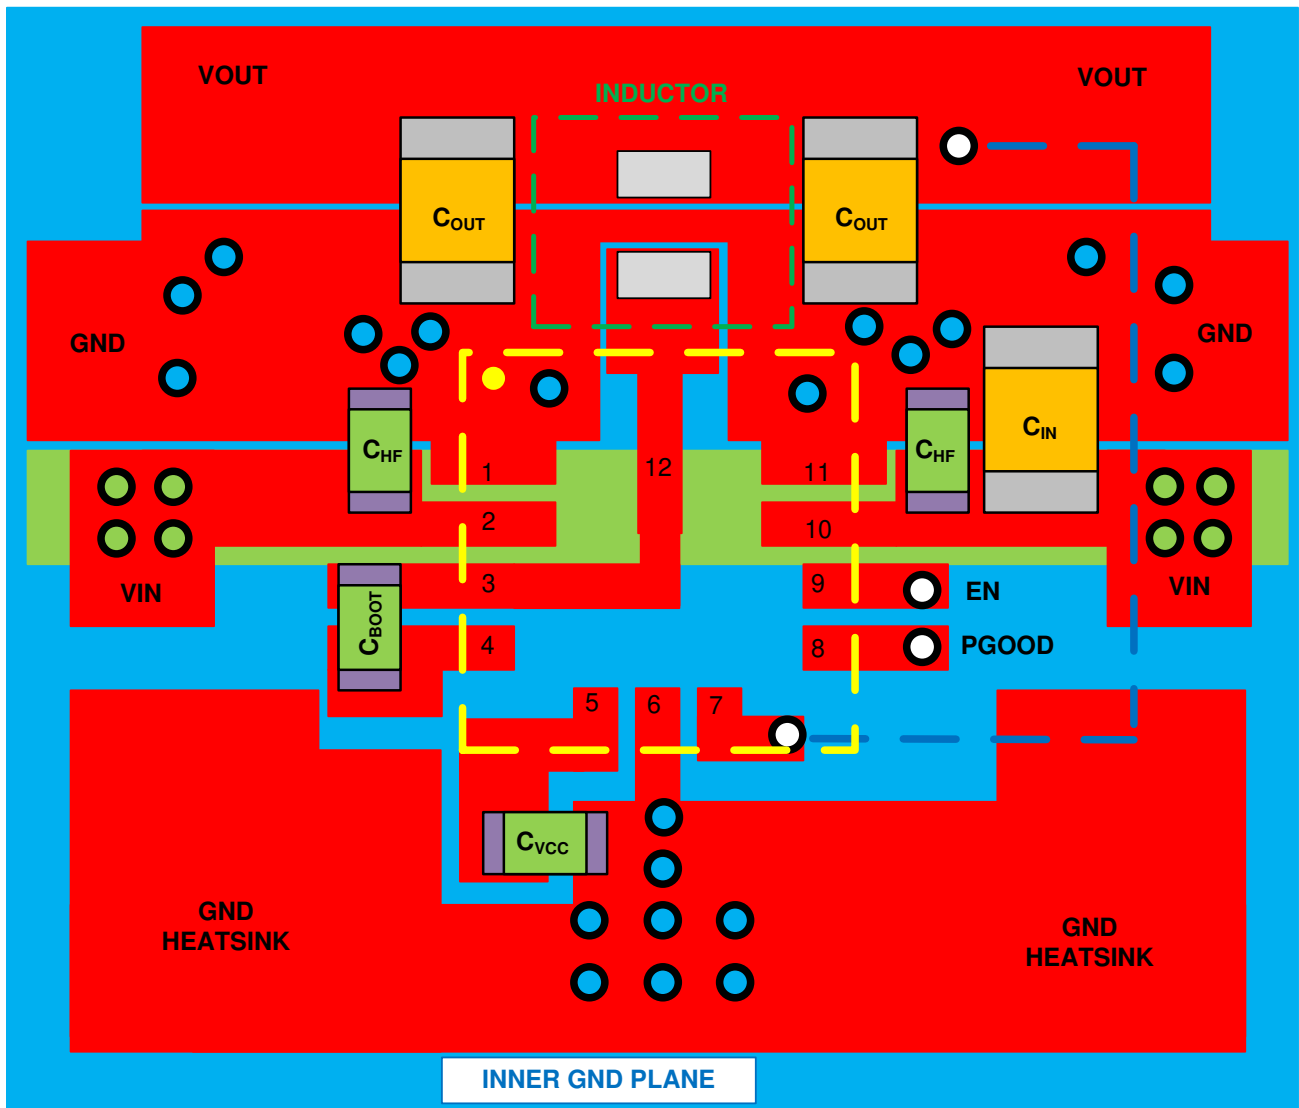 VOUT
VOUT
INDUCTOR
COUT
COUT
GND
GND
CHF
CHF
CIN
1
12
11
2
10
3
9
EN
VIN
VIN
CBOOT
4
8
PGOOD
5
6
7
CVCC
GND
HEATSINK
GND
HEATSINK
INNER GND PLANE